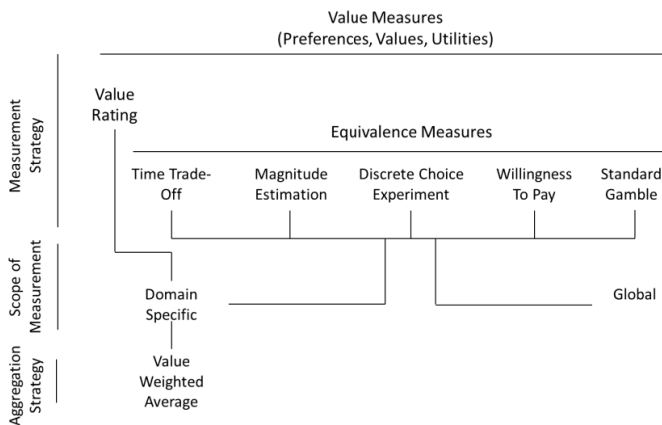 Value Measures
(Preferences, Values, Utilities)
Measurement
Strategy
Value
Rating
Equivalence Measures
Time Trade-
Off
Magnitude
Estimation
Discrete Choice
Experiment
Willingness
To Pay
Standard
Gamble
Scope of
Measurement
Domain
Specific
Global
Aggregation
Strategy
Value
Weighted
Average